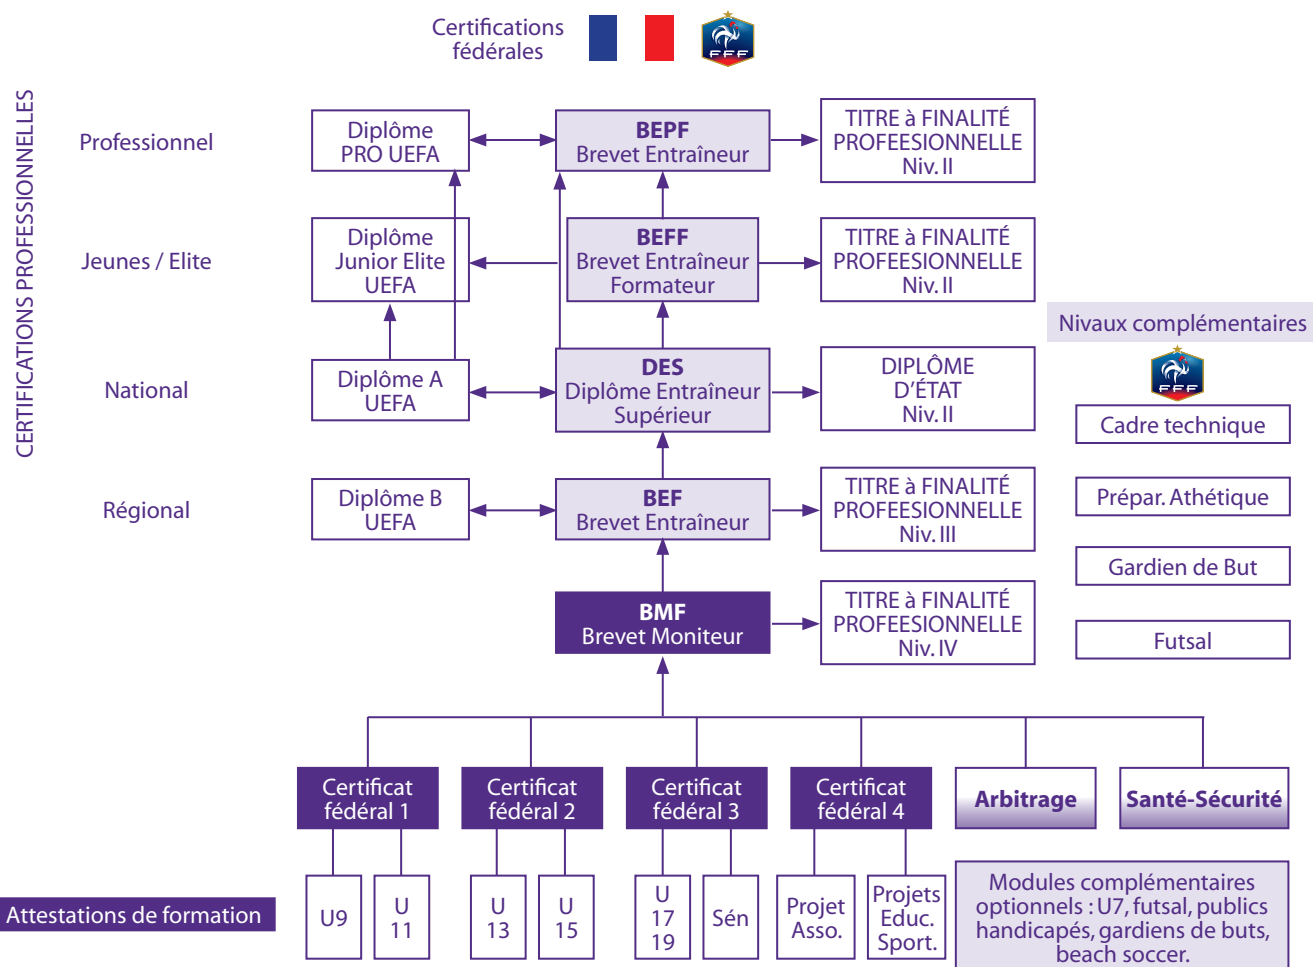 Certifications
fédérales
FFF
CERTIFICATIONS PROFESSIONNELLES
Professionnel
Diplôme
PRO UEFA
BEPF
Brevet Entraîneur
TITRE à FINALITÉ
PROFEESIONNELLE
Niv. II
Jeunes / Elite
Diplôme
Junior Elite
UEFA
BEFF
Brevet Entraîneur
Formateur
TITRE à FINALITÉ
PROFEESIONNELLE
Niv. II
Nivaux complémentaires
FFF
National
Diplôme A
UEFA
DES
Diplôme Entraîneur
Supérieur
DIPLÔME
D'ÉTAT
Niv. II
Cadre technique
Régional
Diplôme B
UEFA
BEF
Brevet Entraîneur
TITRE à FINALITÉ
PROFEESIONNELLE
Niv. III
Prépar. Athétique
Gardien de But
BMF
Brevet Moniteur
TITRE à FINALITÉ
PROFEESIONNELLE
Niv. IV
Futsal
Certificat
fédéral 1
Certificat
fédéral 2
Certificat
fédéral 3
Certificat
fédéral 4
Arbitrage
Santé-Sécurité
Attestations de formation
U9
U
11
U
13
U
15
U
17
19
Sén
Projet
Asso.
Projets
Educ.
Sport.
Modules complémentaires
optionnels : U7, futsal, publics
handicapés, gardiens de buts,
beach soccer.